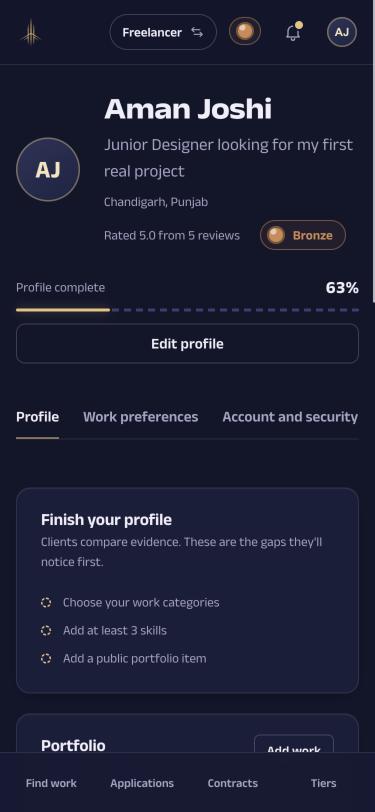 Freelancer
AJ
Aman Joshi
AJ
Junior Designer looking for my first
real project
Chandigarh, Punjab
Rated 5.0 from 5 reviews
Bronze
Profile complete
63%
Edit profile
Profile
Work preferences
Account and security
Finish your profile
Clients compare evidence. These are the gaps they'll
notice first.
Choose your work categories
Add at least 3 skills
Add a public portfolio item
Portfolio
Add work
Find work
Applications
Contracts
Tiers